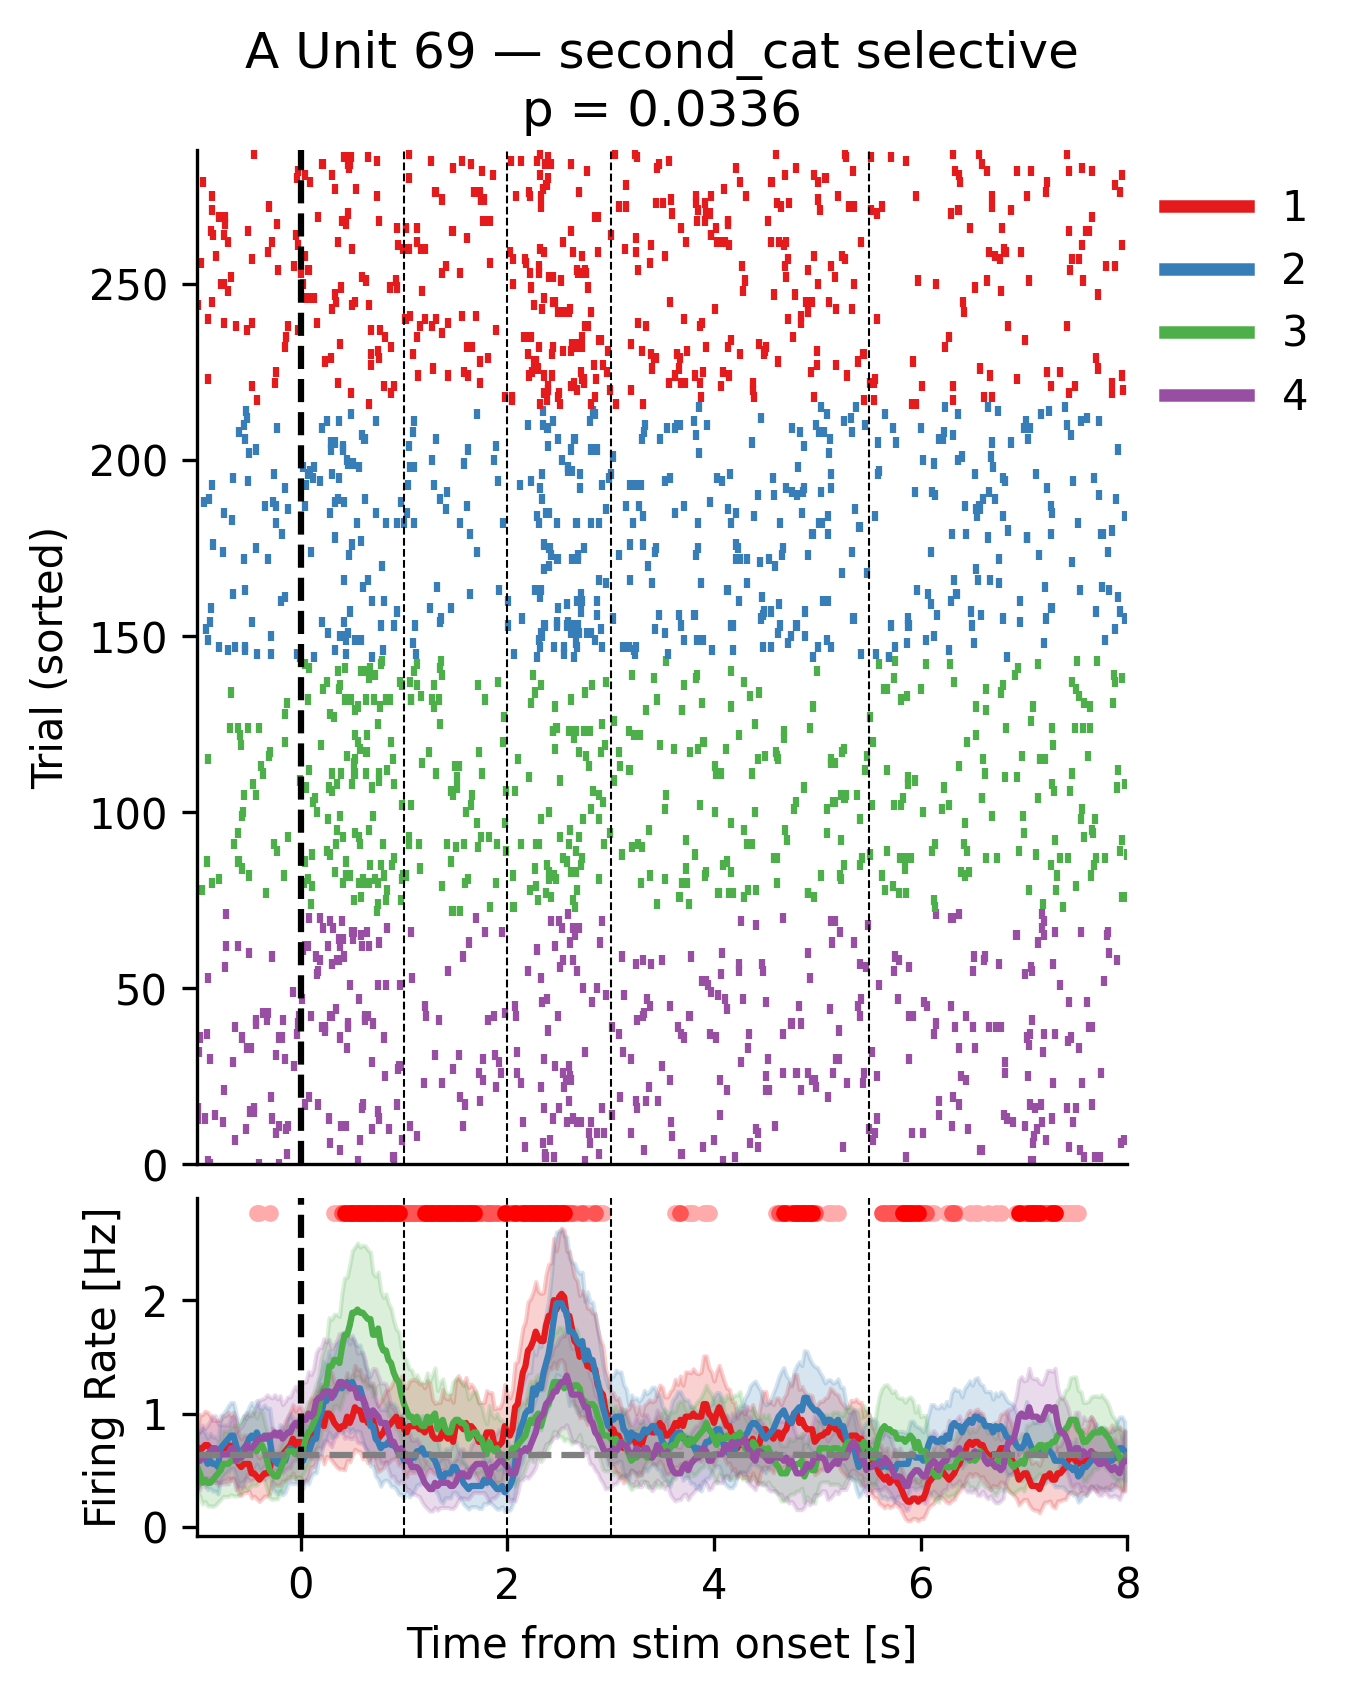 A Unit 69 — second_cat selective
p = 0.0336
1
2
3
4
Trial (sorted)
250
200
150
100
50
0
Firing Rate [Hz]
2
1
0
0 2 4 6 8
Time from stim onset [s]